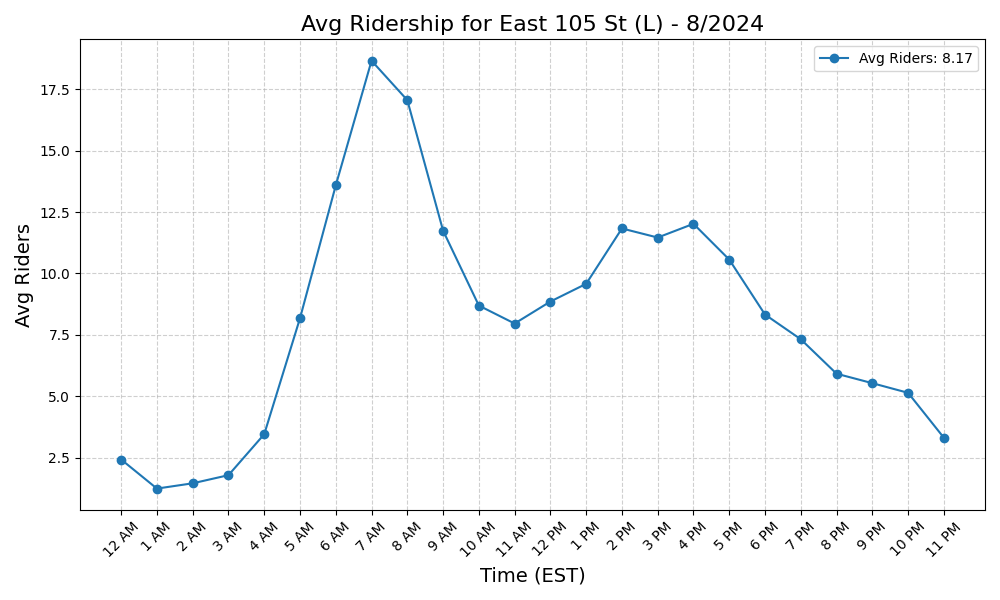 Avg Ridership for East 105 St (L) - 8/2024
Avg Riders: 8.17
Avg Riders
17.5
15.0
12.5
10.0
7.5
5.0
2.5
12 AM
1 AM
2 AM
3 AM
4 AM
5 AM
6 AM
7 AM
8 AM
9 AM
10 AM
11 AM
12 PM
1 PM
2 PM
3 PM
4 PM
5 PM
6 PM
7 PM
8 PM
9 PM
10 PM
11 PM
Time (EST)